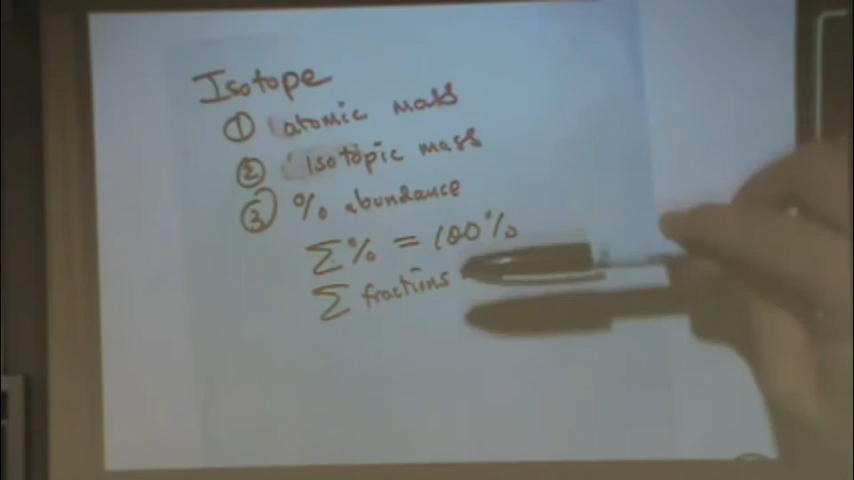 Isotope
① atomic mass
② isotopic mass
③ % abundance
Σ% = 100%
Σ fractions